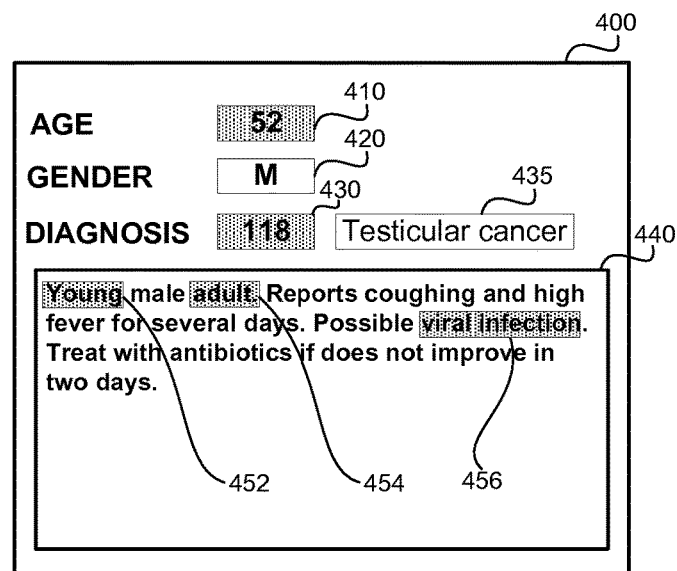 400
AGE 52 410
GENDER M 420
DIAGNOSIS 118 430 Testicular cancer 435
440
Young male adult. Reports coughing and high
fever for several days. Possible viral Infection.
Treat with antibiotics if does not improve in
two days.
452 454 456